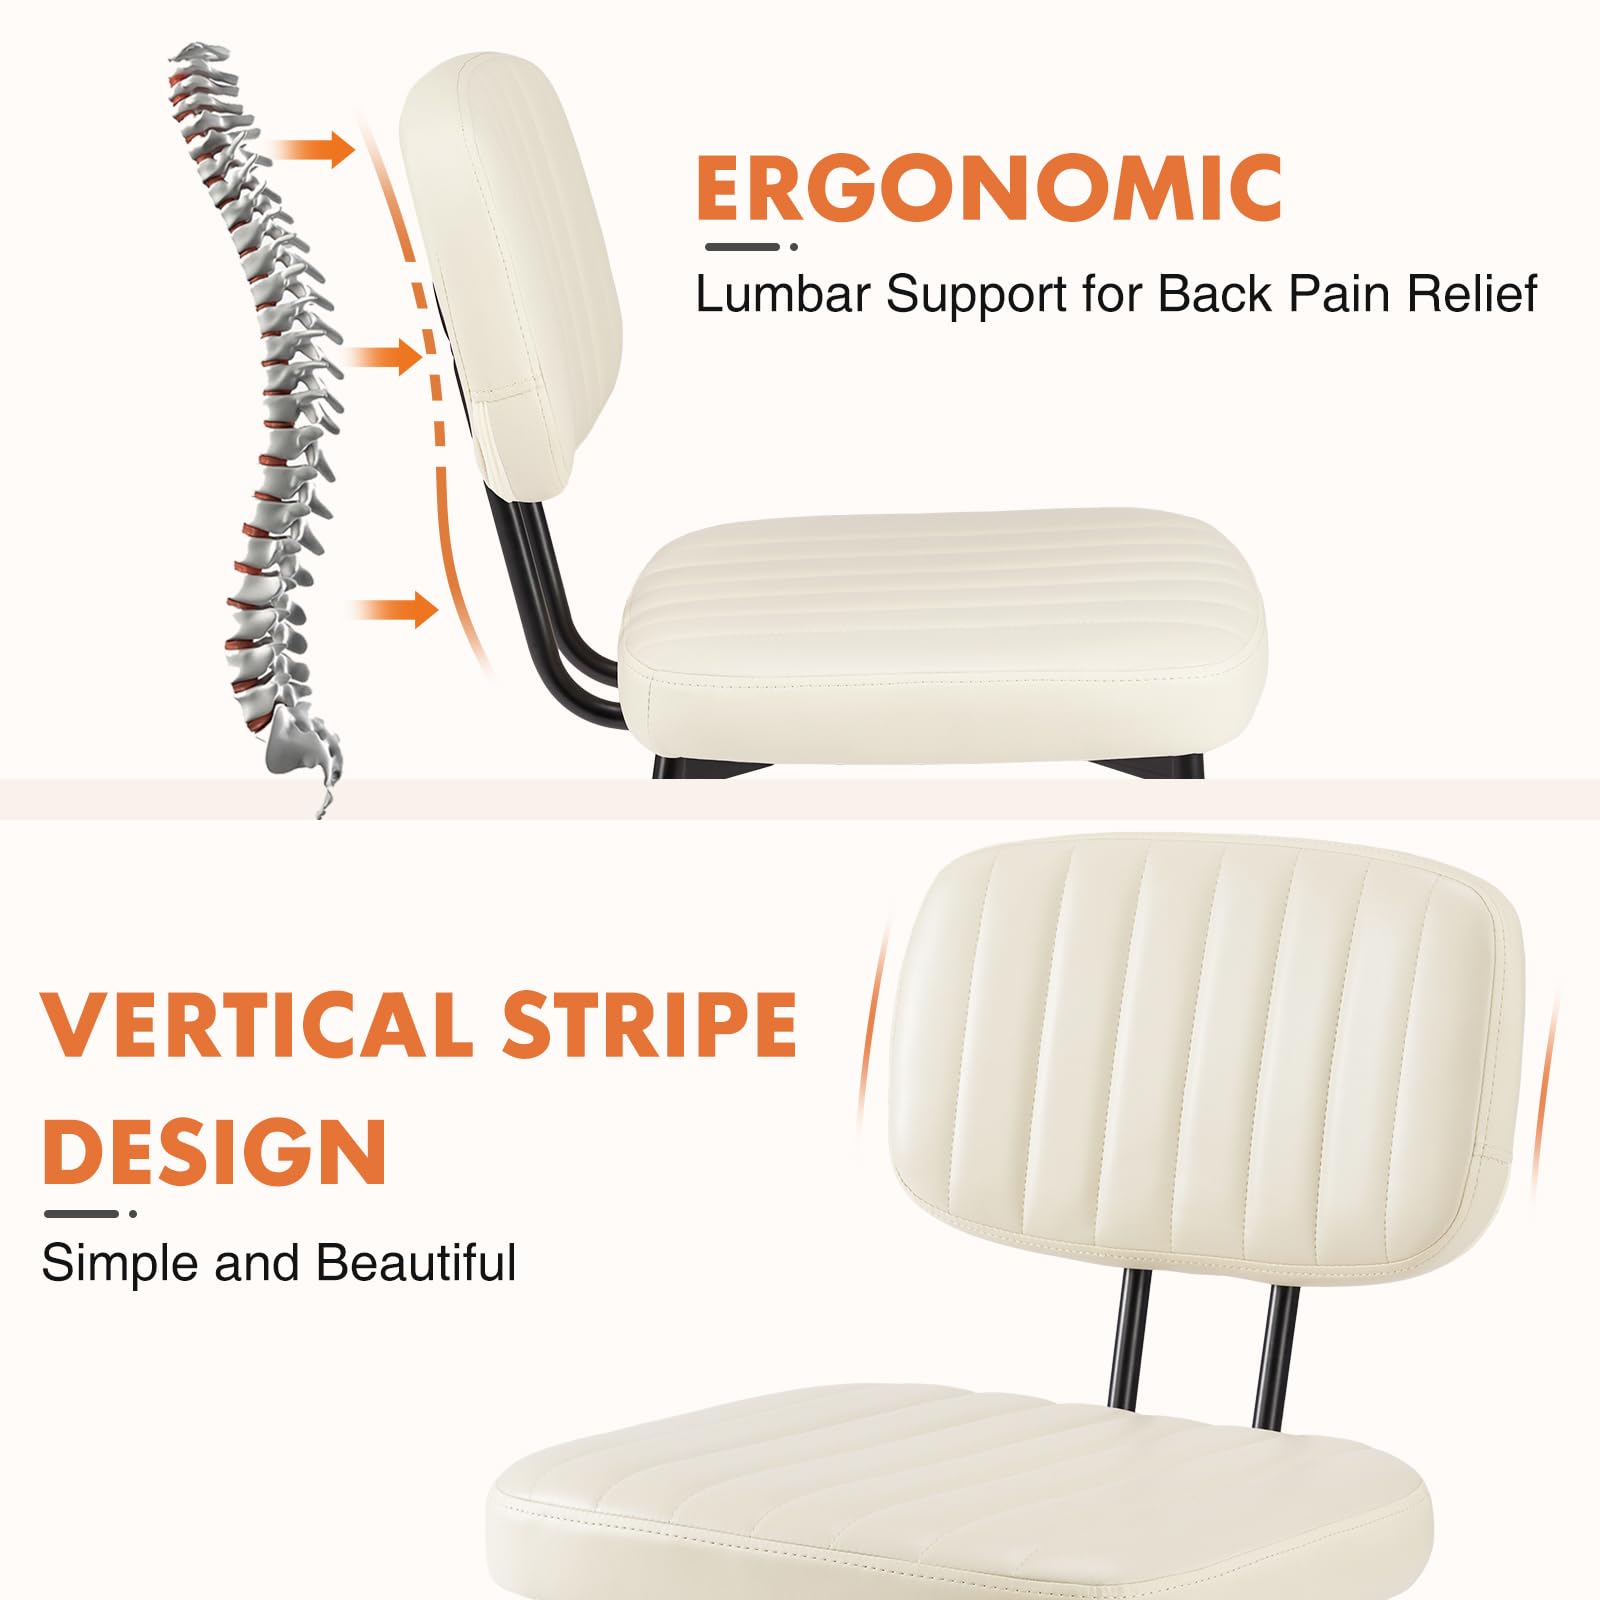 ERGONOMIC
Lumbar Support for Back Pain Relief
VERTICAL STRIPE
DESIGN
Simple and Beautiful